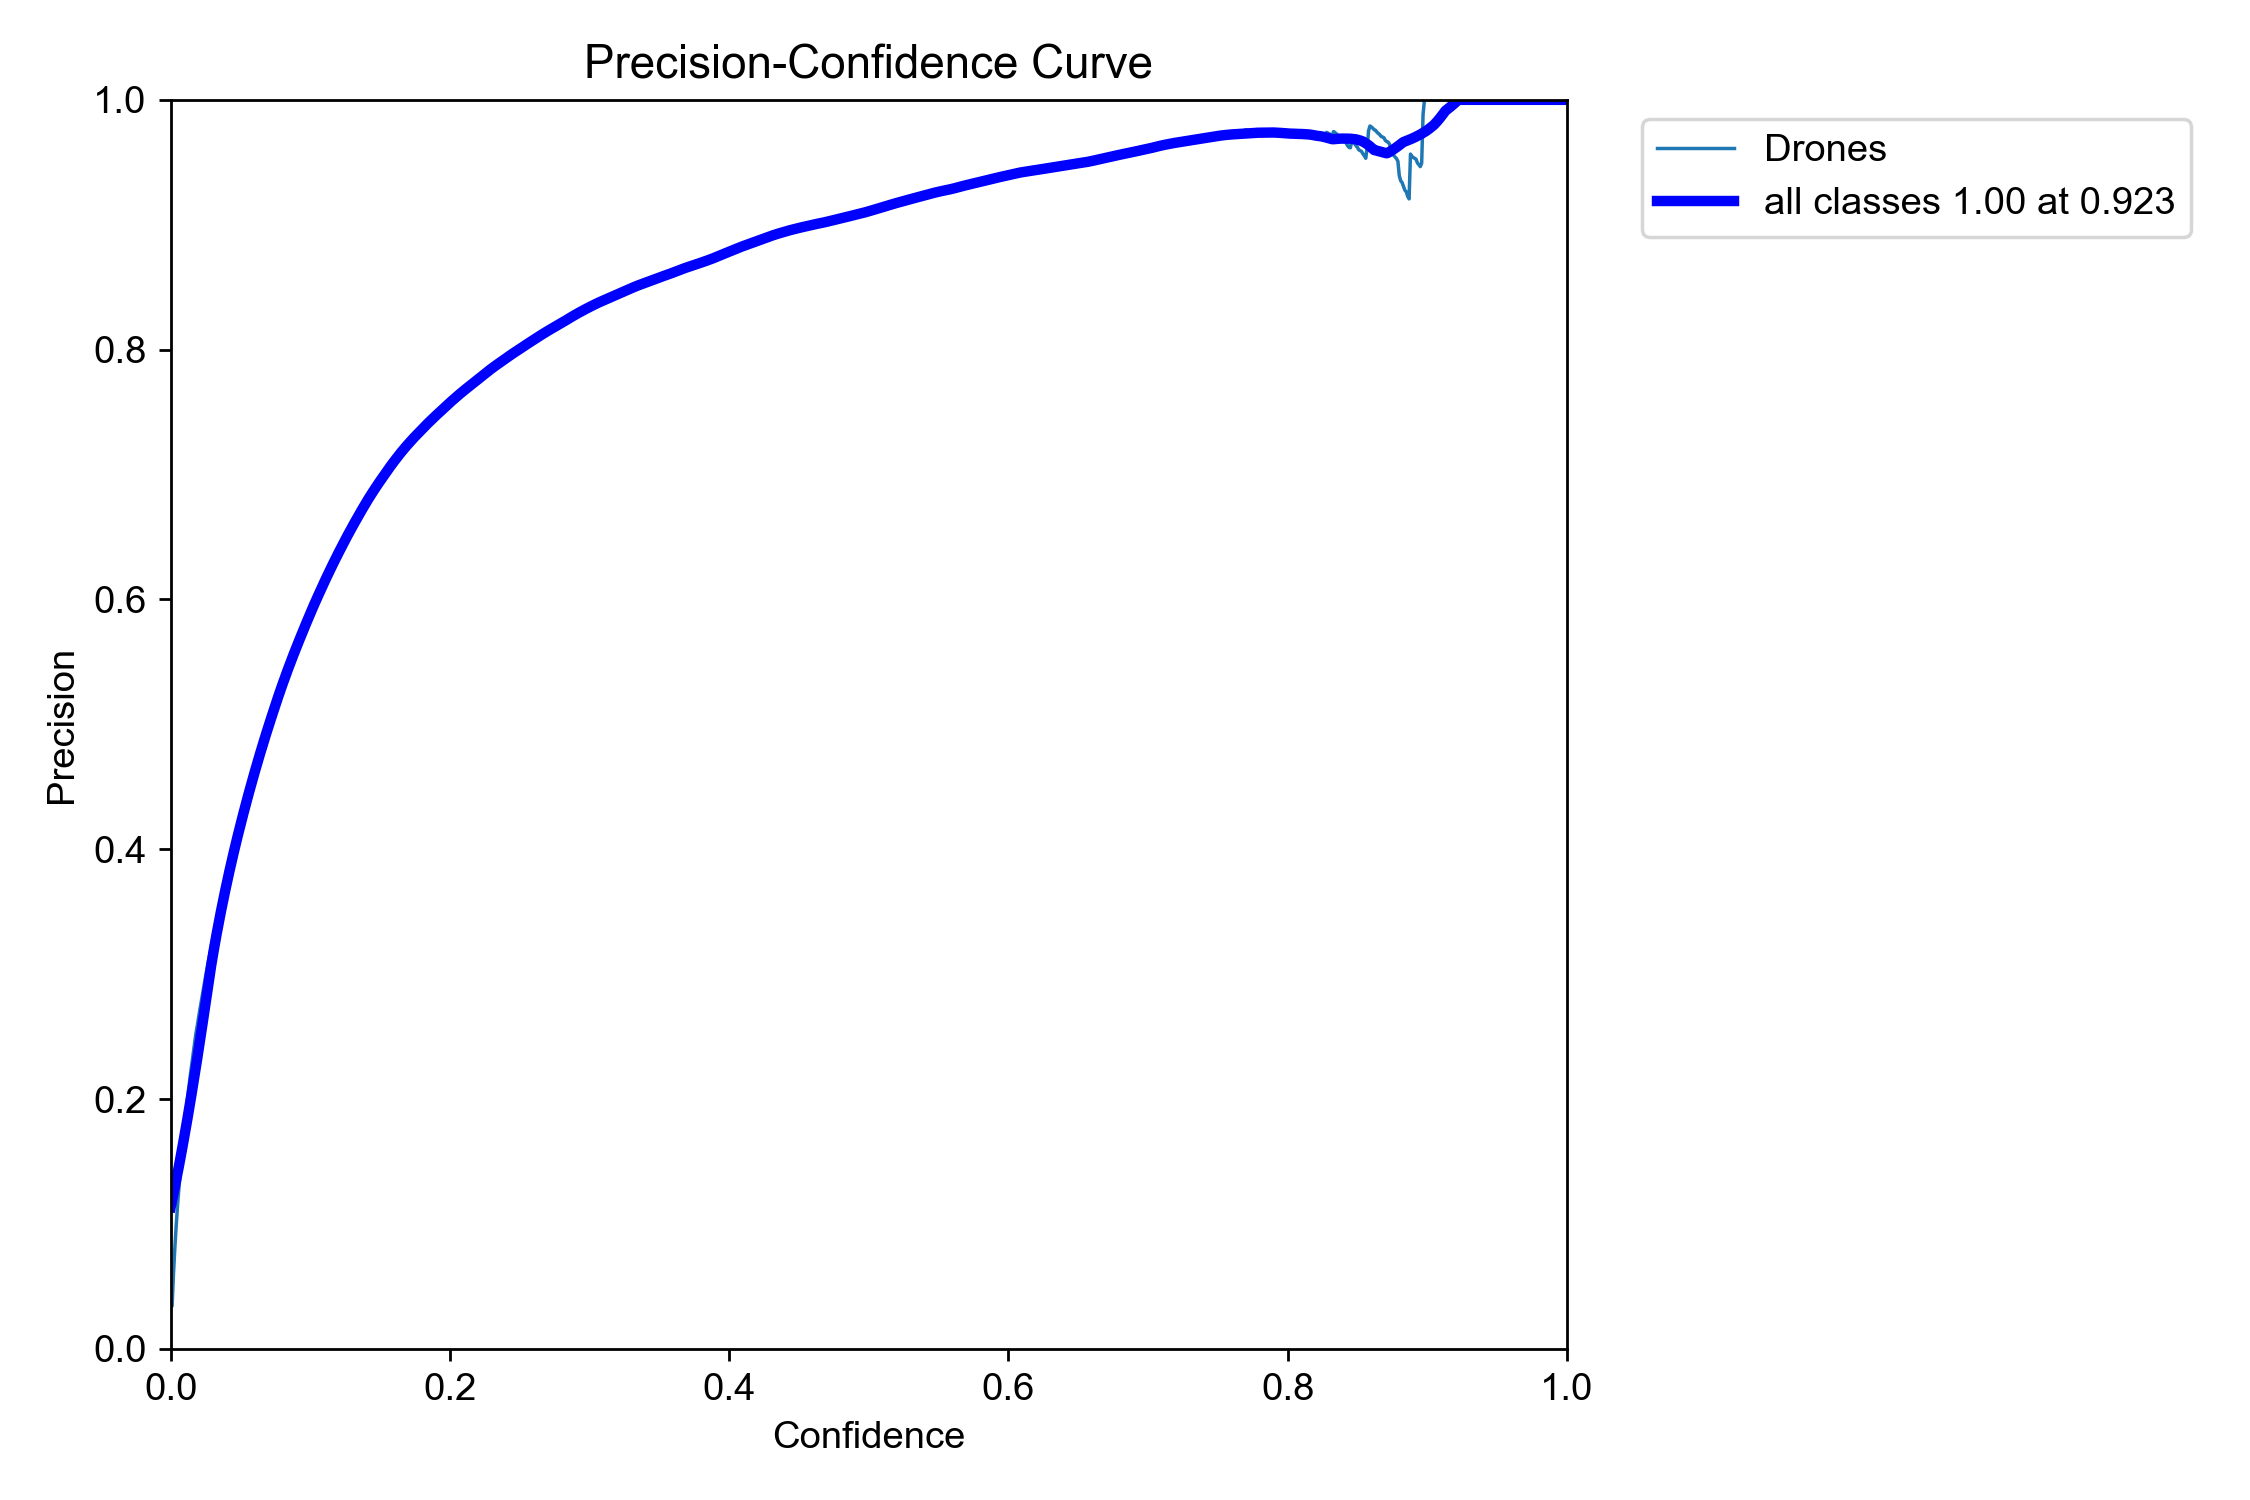 Precision-Confidence Curve
1.0
0.8
0.6
0.4
0.2
0.0
Precision
0.0 0.2 0.4 0.6 0.8 1.0
Confidence
Drones
all classes 1.00 at 0.923